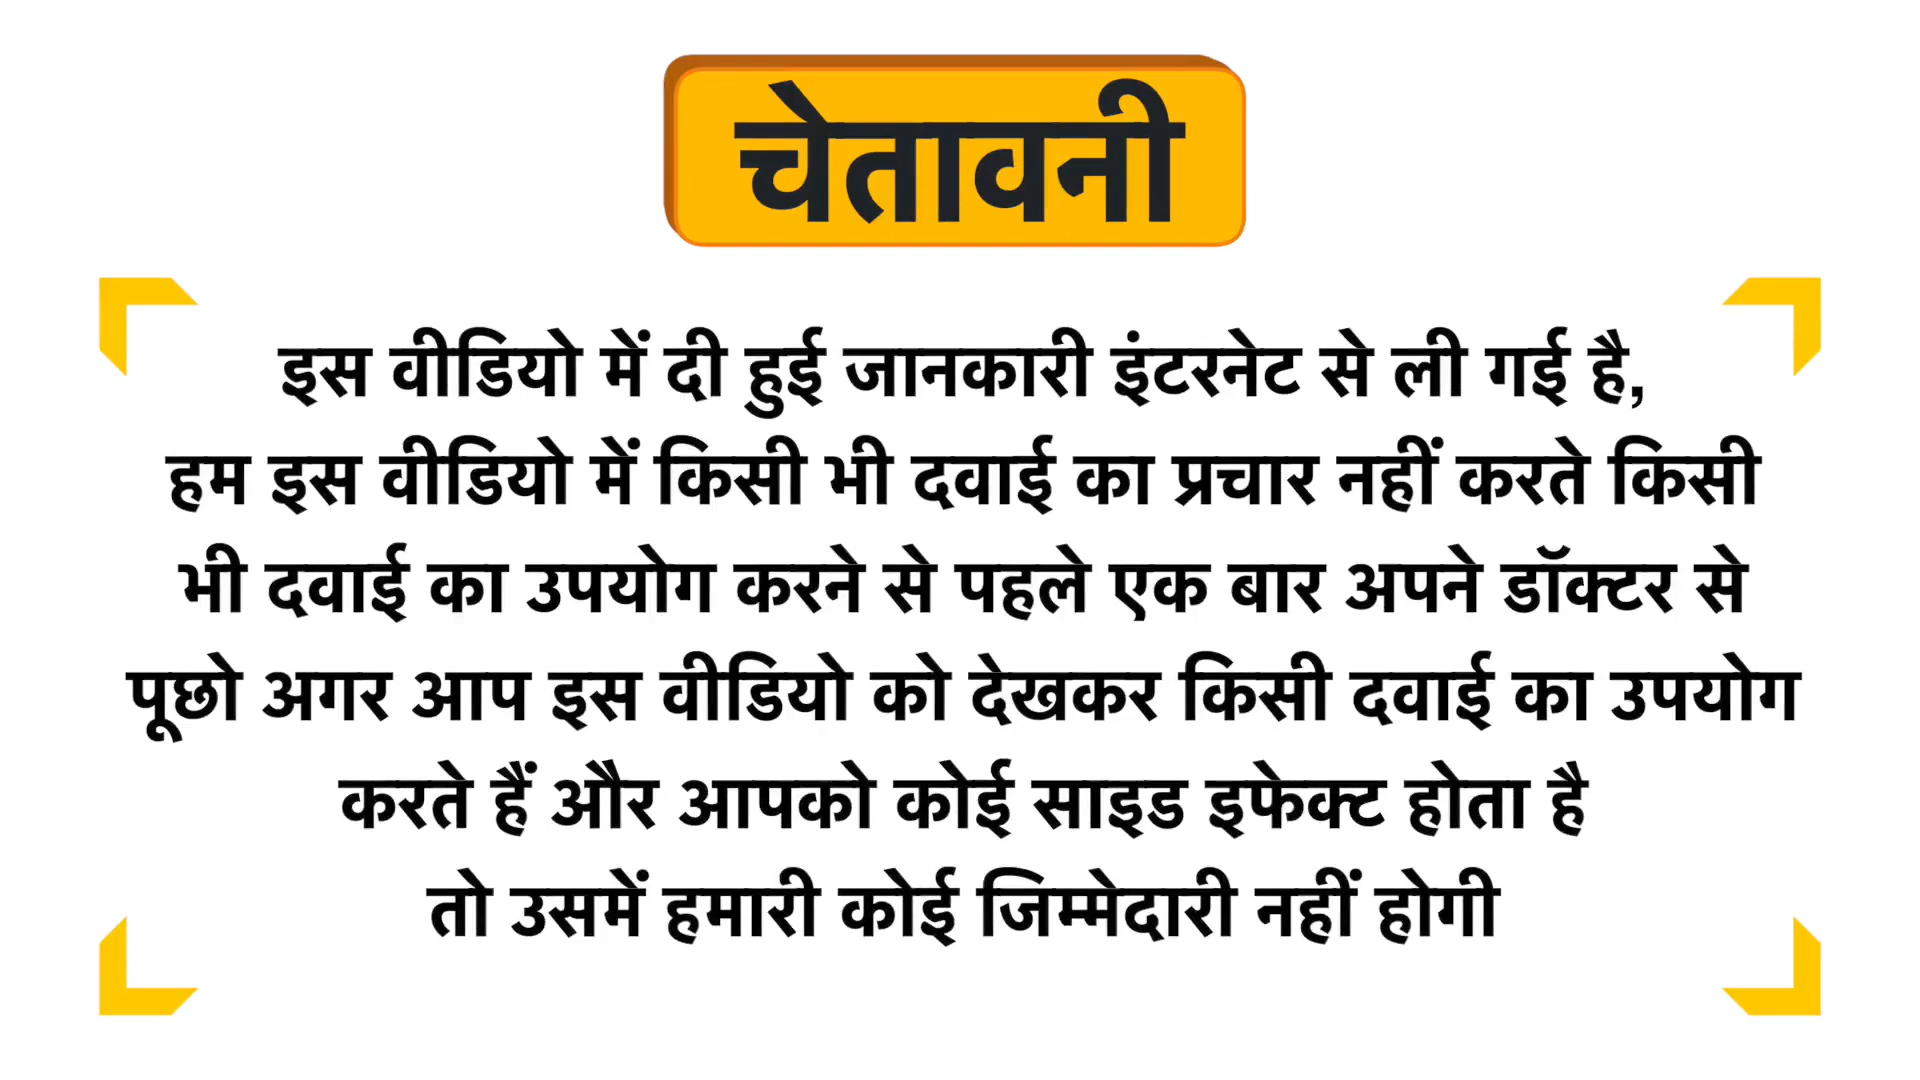 चेतावनी
इस वीडियो में दी हुई जानकारी इंटरनेट से ली गई है,
हम इस वीडियो में किसी भी दवाई का प्रचार नहीं करते किसी
भी दवाई का उपयोग करने से पहले एक बार अपने डॉक्टर से
पूछो अगर आप इस वीडियो को देखकर किसी दवाई का उपयोग
करते हैं और आपको कोई साइड इफेक्ट होता है
तो उसमें हमारी कोई जिम्मेदारी नहीं होगी